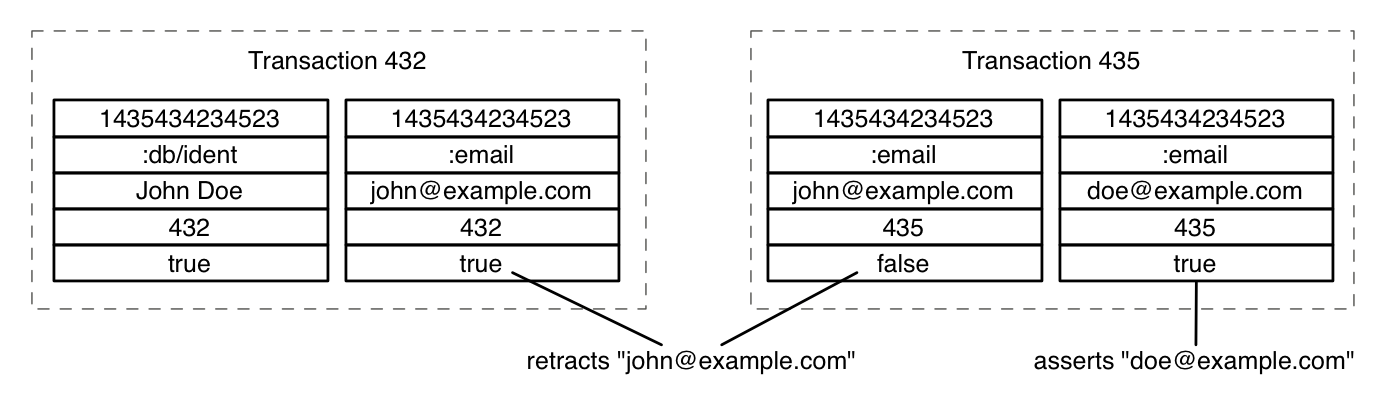 Transaction 432
1435434234523
:db/ident
John Doe
432
true
1435434234523
:email
john@example.com
432
true
Transaction 435
1435434234523
:email
john@example.com
435
false
1435434234523
:email
doe@example.com
435
true
retracts "john@example.com"
asserts "doe@example.com"